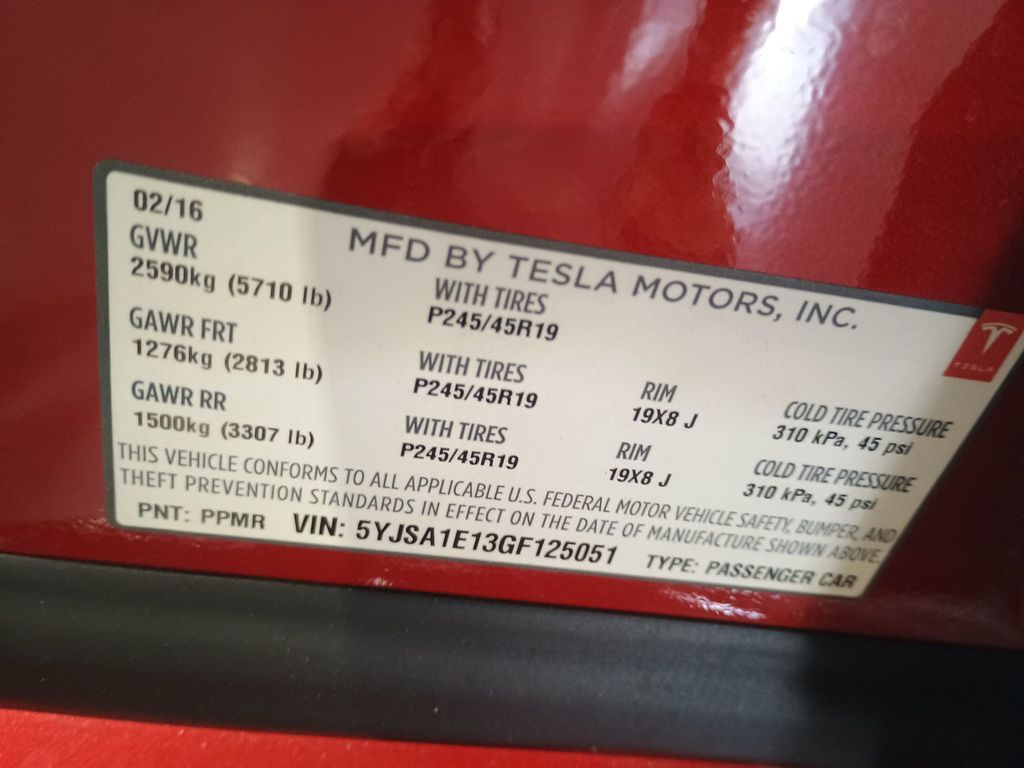 02/16
MFD BY TESLA MOTORS, INC.
GVWR
2590kg (5710 lb)
WITH TIRES
P245/45R19
GAWR FRT
1276kg (2813 lb)
WITH TIRES
P245/45R19
RIM
19X8 J
COLD TIRE PRESSURE
310 kPa, 45 psi
GAWR RR
1500kg (3307 lb)
WITH TIRES
P245/45R19
RIM
19X8 J
COLD TIRE PRESSURE
310 kPa, 45 psi
THIS VEHICLE CONFORMS TO ALL APPLICABLE U.S. FEDERAL MOTOR VEHICLE SAFETY, BUMPER, AND
THEFT PREVENTION STANDARDS IN EFFECT ON THE DATE OF MANUFACTURE SHOWN ABOVE.
PNT: PPMR VIN: 5YJSA1E13GF125051 TYPE: PASSENGER CAR
TESLA